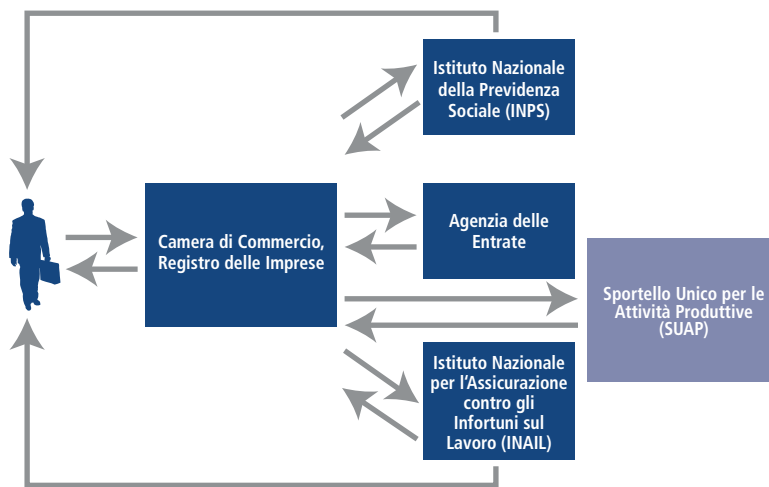 Istituto Nazionale
della Previdenza
Sociale (INPS)
Camera di Commercio,
Registro delle Imprese
Agenzia delle
Entrate
Sportello Unico per le
Attività Produttive
(SUAP)
Istituto Nazionale
per l'Assicurazione
contro gli
Infortuni sul
Lavoro (INAIL)